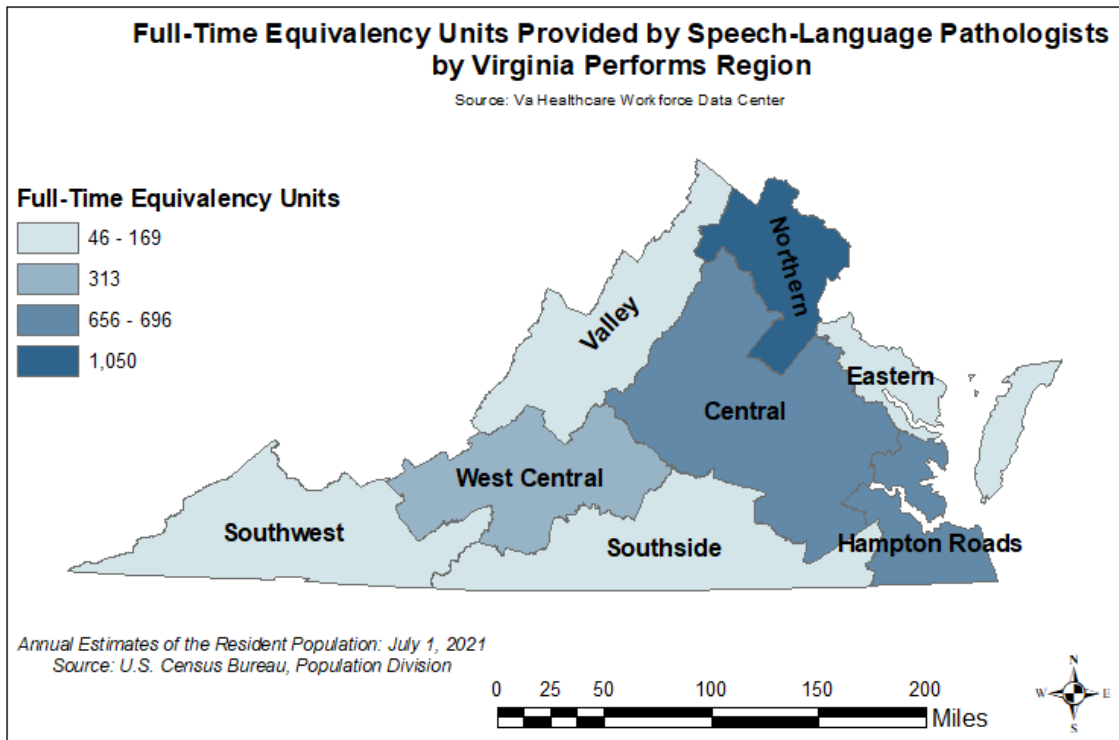 Full-Time Equivalency Units Provided by Speech-Language Pathologists
by Virginia Performs Region
Source: Va Healthcare Workforce Data Center
Full-Time Equivalency Units
46 - 169
313
656 - 696
1,050
Northern
Valley
Eastern
Central
West Central
Southwest
Southside
Hampton Roads
Annual Estimates of the Resident Population: July 1, 2021
Source: U.S. Census Bureau, Population Division
0 25 50 100 150 200
Miles
N
W E
S